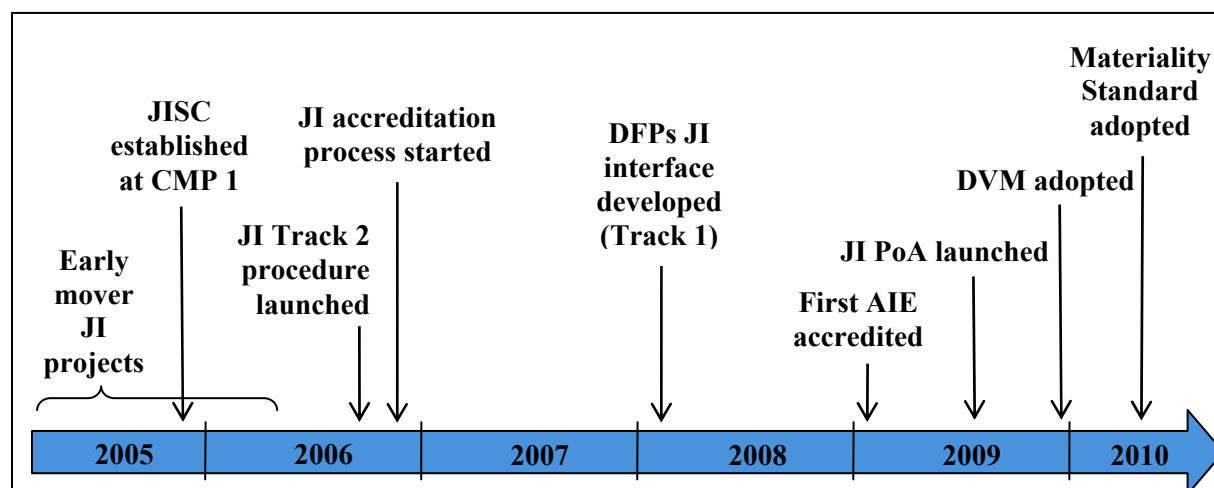 Early
mover
JI
projects
JISC
established
at CMP 1
JI Track 2
procedure
launched
JI accreditation
process started
DFPs JI
interface
developed
(Track 1)
First AIE
accredited
JI PoA launched
DVM adopted
Materiality
Standard
adopted
2005
2006
2007
2008
2009
2010